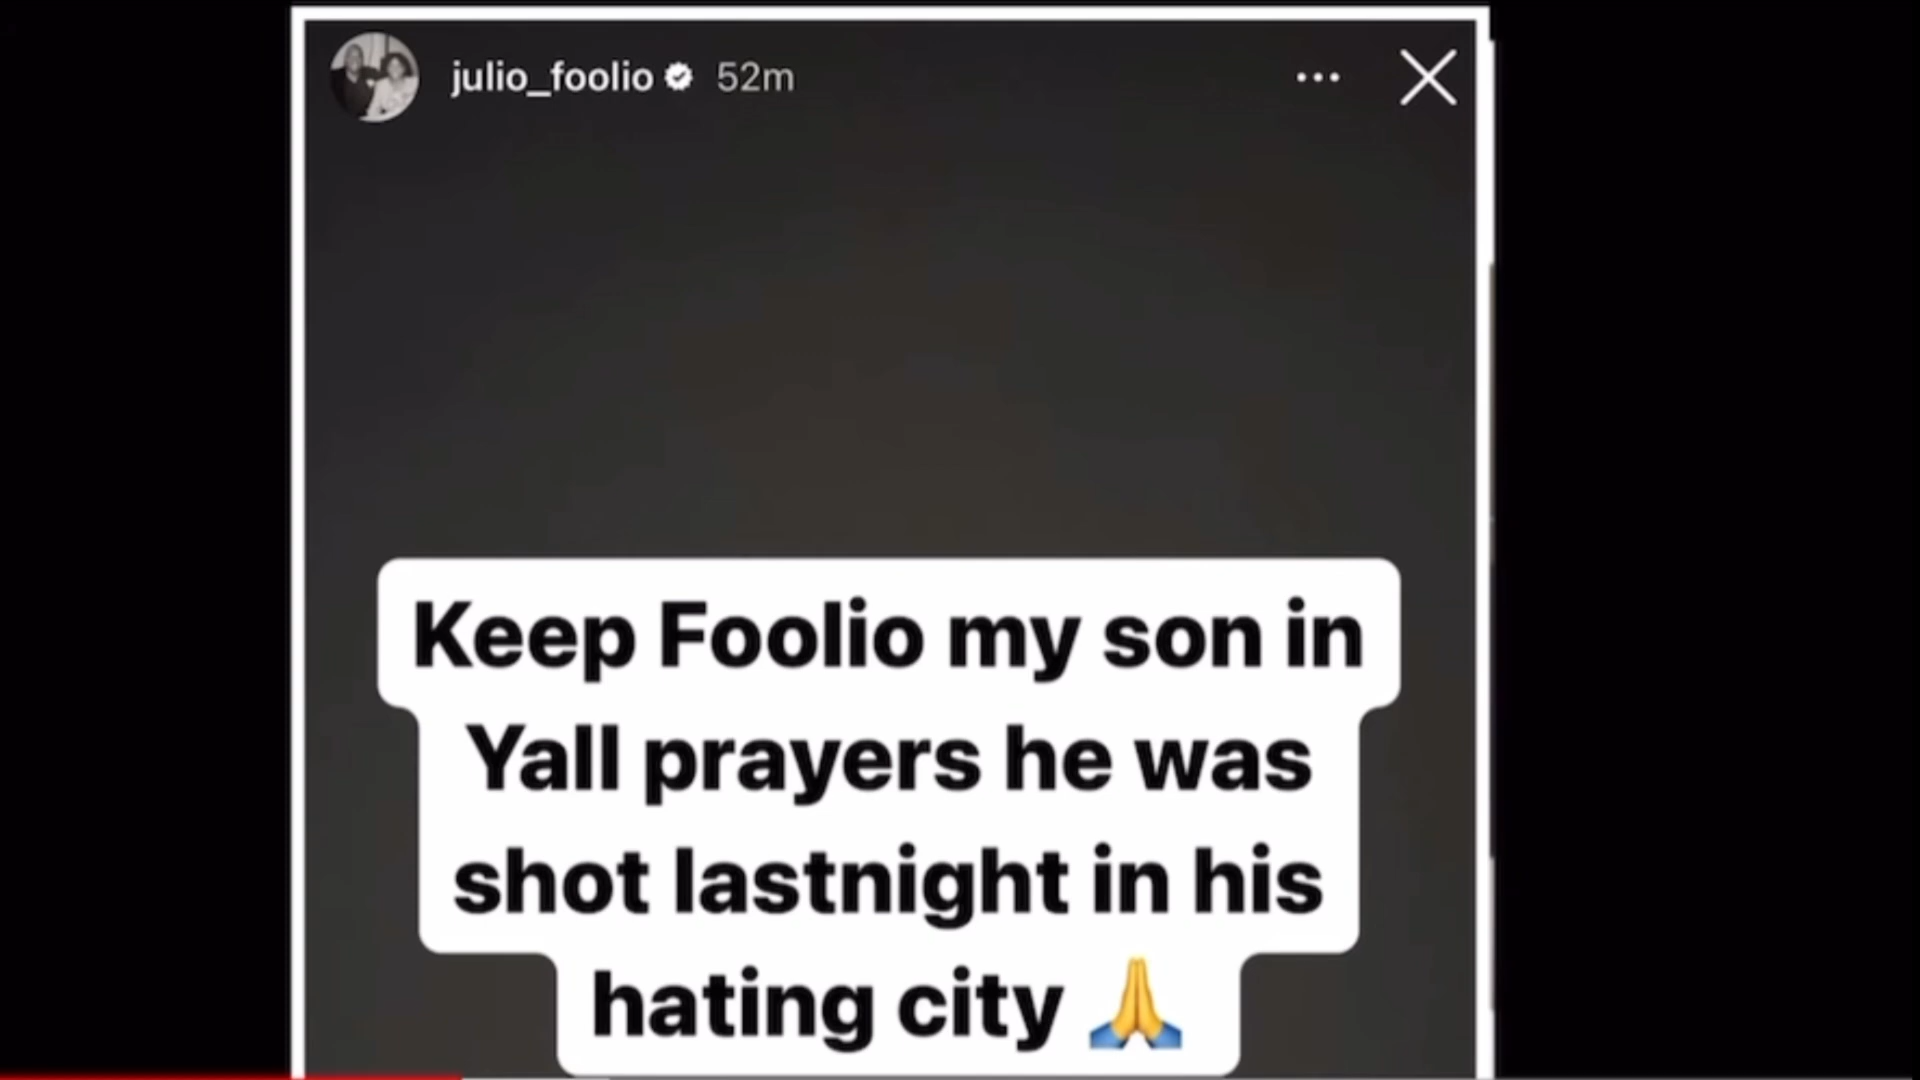 julio_foolio 52m
Keep Foolio my son in
Yall prayers he was
shot lastnight in his
hating city 🙏